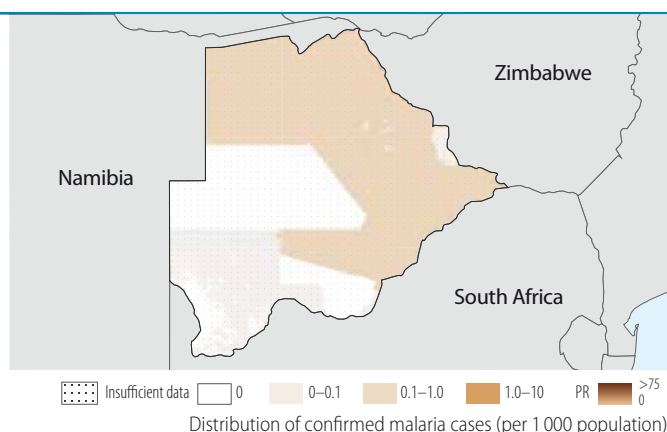 Zimbabwe
Namibia
South Africa
Insufficient data 0 0–0.1 0.1–1.0 1.0–10 PR >75 0
Distribution of confirmed malaria cases (per 1 000 population)